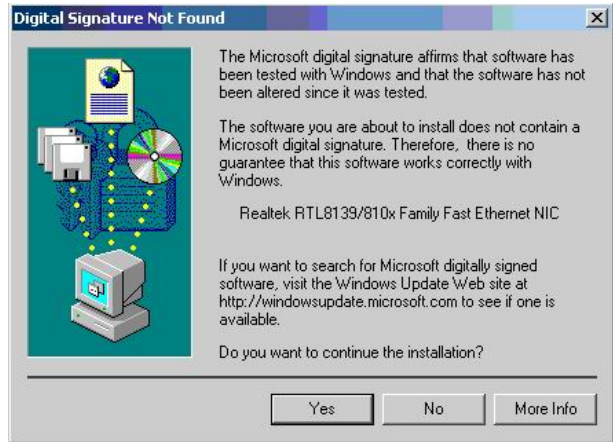 Digital Signature Not Found
The Microsoft digital signature affirms that software has
been tested with Windows and that the software has not
been altered since it was tested.
The software you are about to install does not contain a
Microsoft digital signature. Therefore, there is no
guarantee that this software works correctly with
Windows.
Realtek RTL8139/810x Family Fast Ethernet NIC
If you want to search for Microsoft digitally signed
software, visit the Windows Update Web site at
http://windowsupdate.microsoft.com to see if one is
available.
Do you want to continue the installation?
Yes No More Info